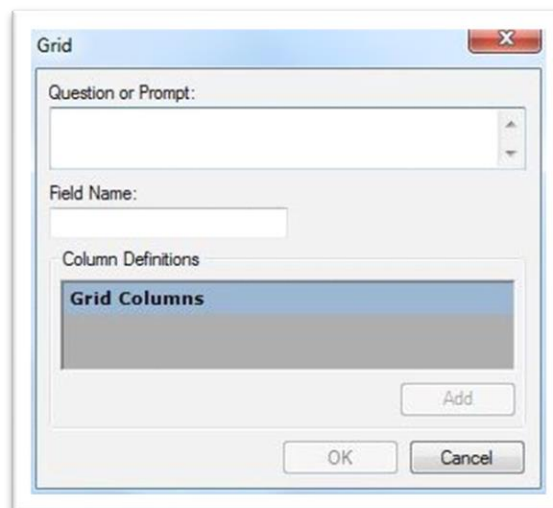 Grid
X
Question or Prompt:
Field Name:
Column Definitions
Grid Columns
Add
OK Cancel